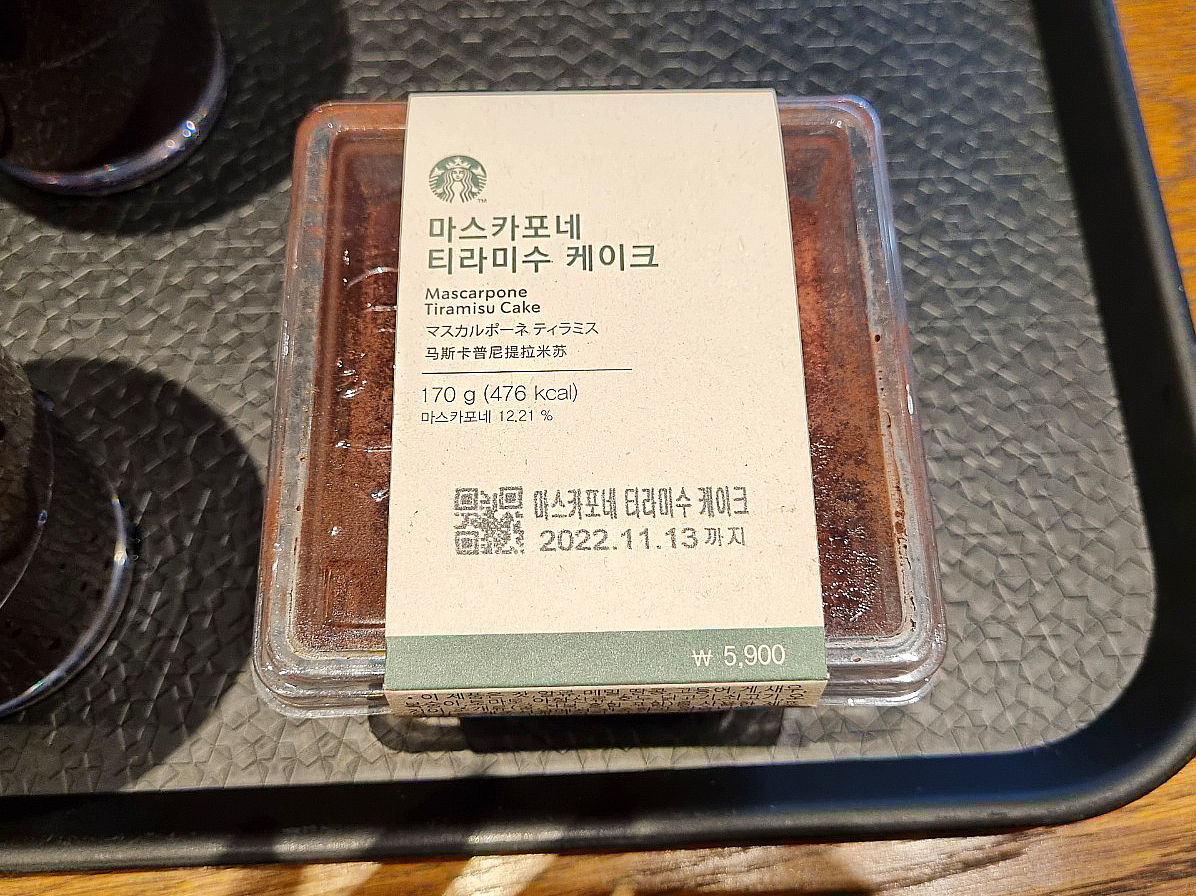 마스카포네
티라미수 케이크
Mascarpone
Tiramisu Cake
マスカルポーネ ティラミス
马斯卡普尼提拉米苏
170 g (476 kcal)
마스카포네 12.21 %
마스카포네 티라미수 케이크
2022.11.13 까지
₩ 5,900